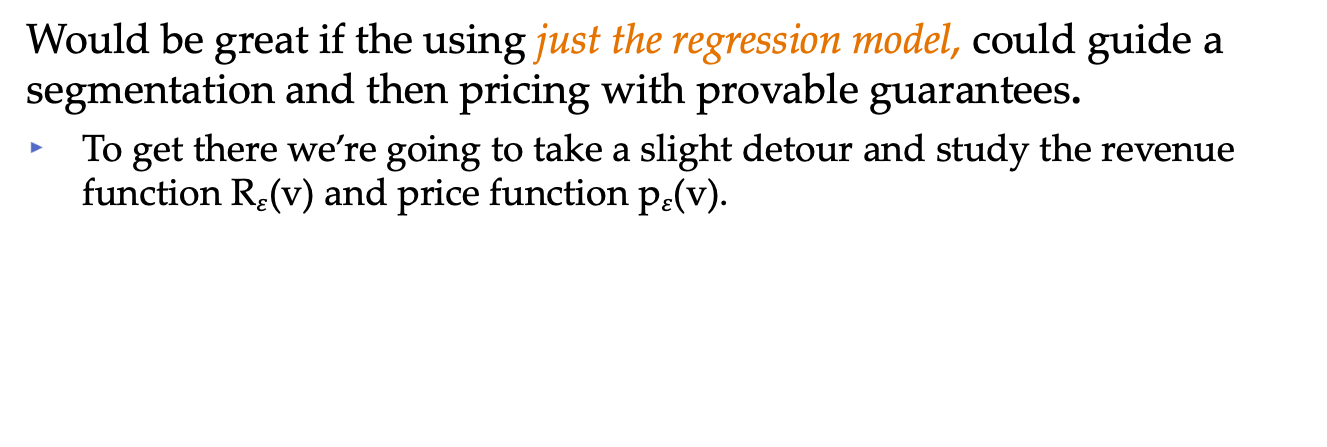 Would be great if the using just the regression model, could guide a
segmentation and then pricing with provable guarantees.
‣ To get there we’re going to take a slight detour and study the revenue
function Rε(v) and price function pε(v).